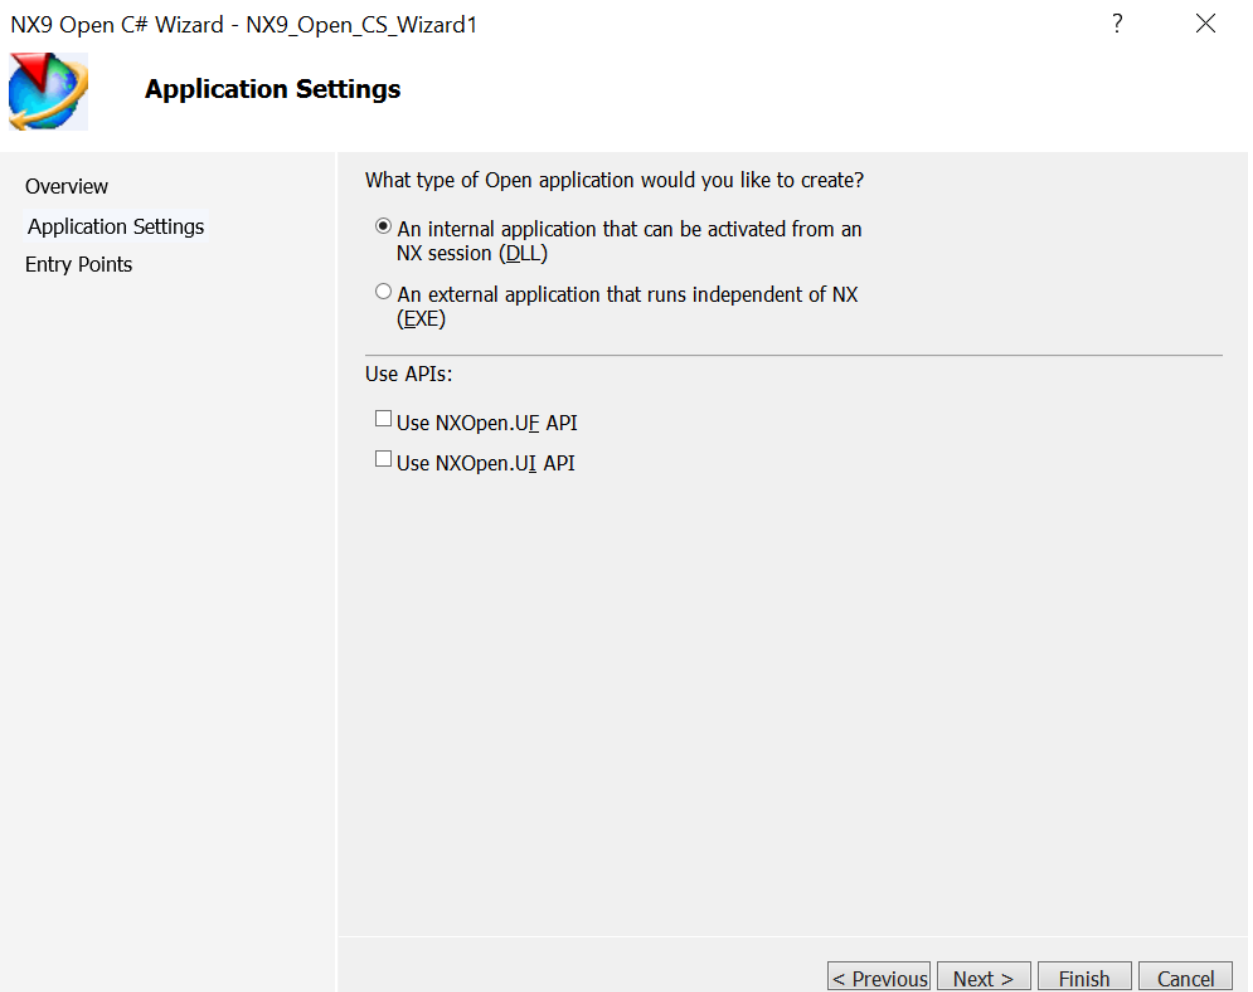 NX9 Open C# Wizard - NX9_Open_CS_Wizard1
?
Application Settings
Overview
Application Settings
Entry Points
What type of Open application would you like to create?
An internal application that can be activated from an
NX session (DLL)
An external application that runs independent of NX
(EXE)
Use APIs:
Use NXOpen.UF API
Use NXOpen.UI API
< Previous
Next >
Finish
Cancel